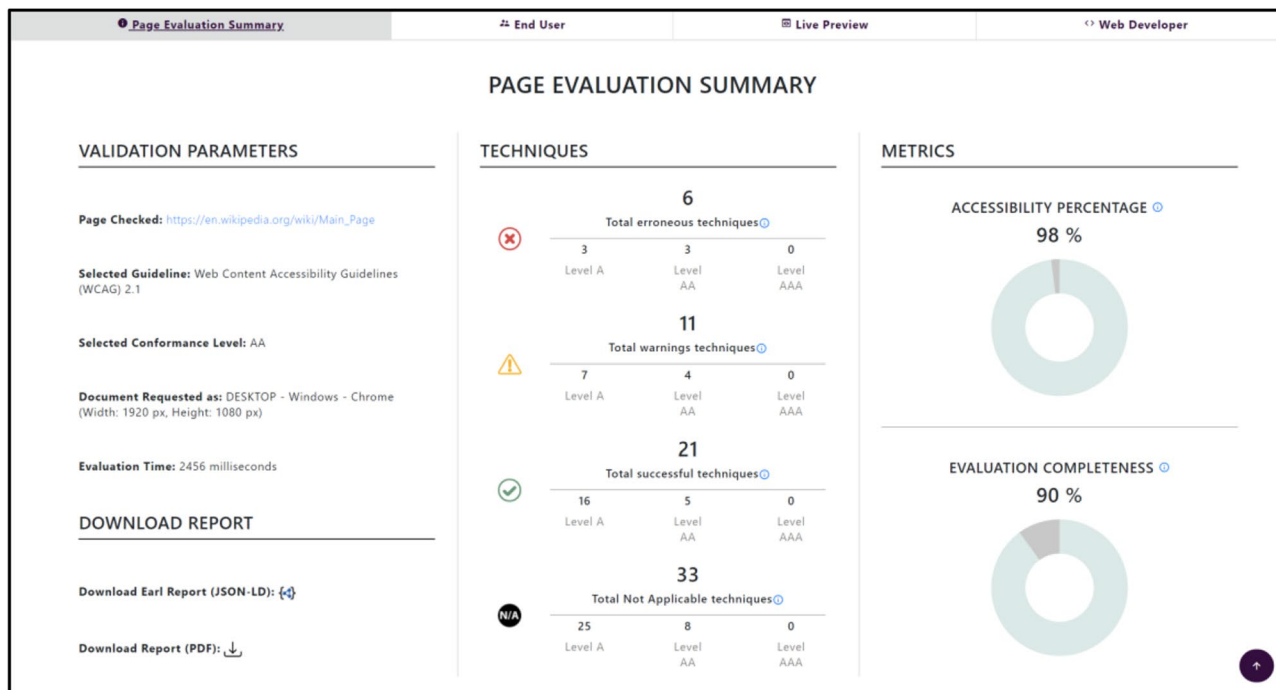 Page Evaluation Summary
End User
Live Preview
<> Web Developer
PAGE EVALUATION SUMMARY
VALIDATION PARAMETERS
Page Checked: https://en.wikipedia.org/wiki/Main_Page
Selected Guideline: Web Content Accessibility Guidelines
(WCAG) 2.1
Selected Conformance Level: AA
Document Requested as: DESKTOP - Windows - Chrome
(Width: 1920 px, Height: 1080 px)
Evaluation Time: 2456 milliseconds
DOWNLOAD REPORT
Download Earl Report (JSON-LD):
Download Report (PDF):
TECHNIQUES
6
Total erroneous techniques
3 3 0
Level A Level Level
AA AAA
11
Total warnings techniques
7 4 0
Level A Level Level
AA AAA
21
Total successful techniques
16 5 0
Level A Level Level
AA AAA
33
N/A
Total Not Applicable techniques
25 8 0
Level A Level Level
AA AAA
METRICS
ACCESSIBILITY PERCENTAGE
98 %
EVALUATION COMPLETENESS
90 %